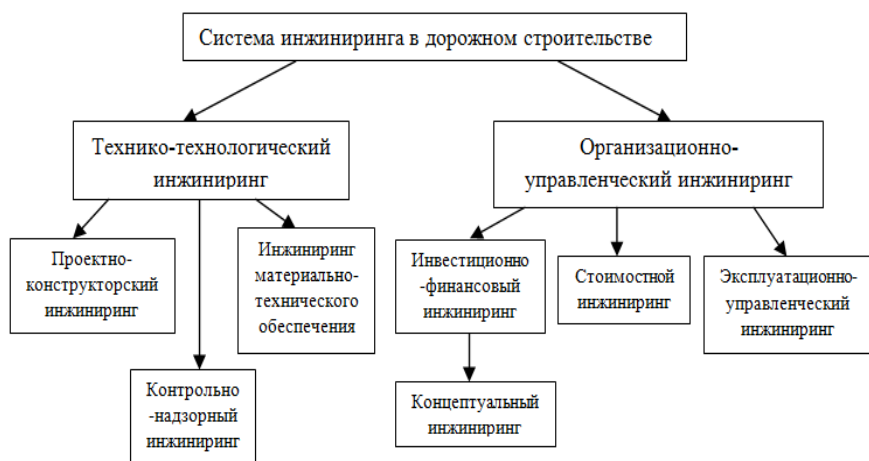 Система инжиниринга в дорожном строительстве
Технико-технологический
инжиниринг
Организационно-
управленческий инжиниринг
Проектно-
конструкторский
инжиниринг
Инжиниринг
материально-
технического
обеспечения
Инвестиционно
-финансовый
инжиниринг
Стоимостной
инжиниринг
Эксплуатационно-
управленческий
инжиниринг
Контрольно
-надзорный
инжиниринг
Концептуальный
инжиниринг